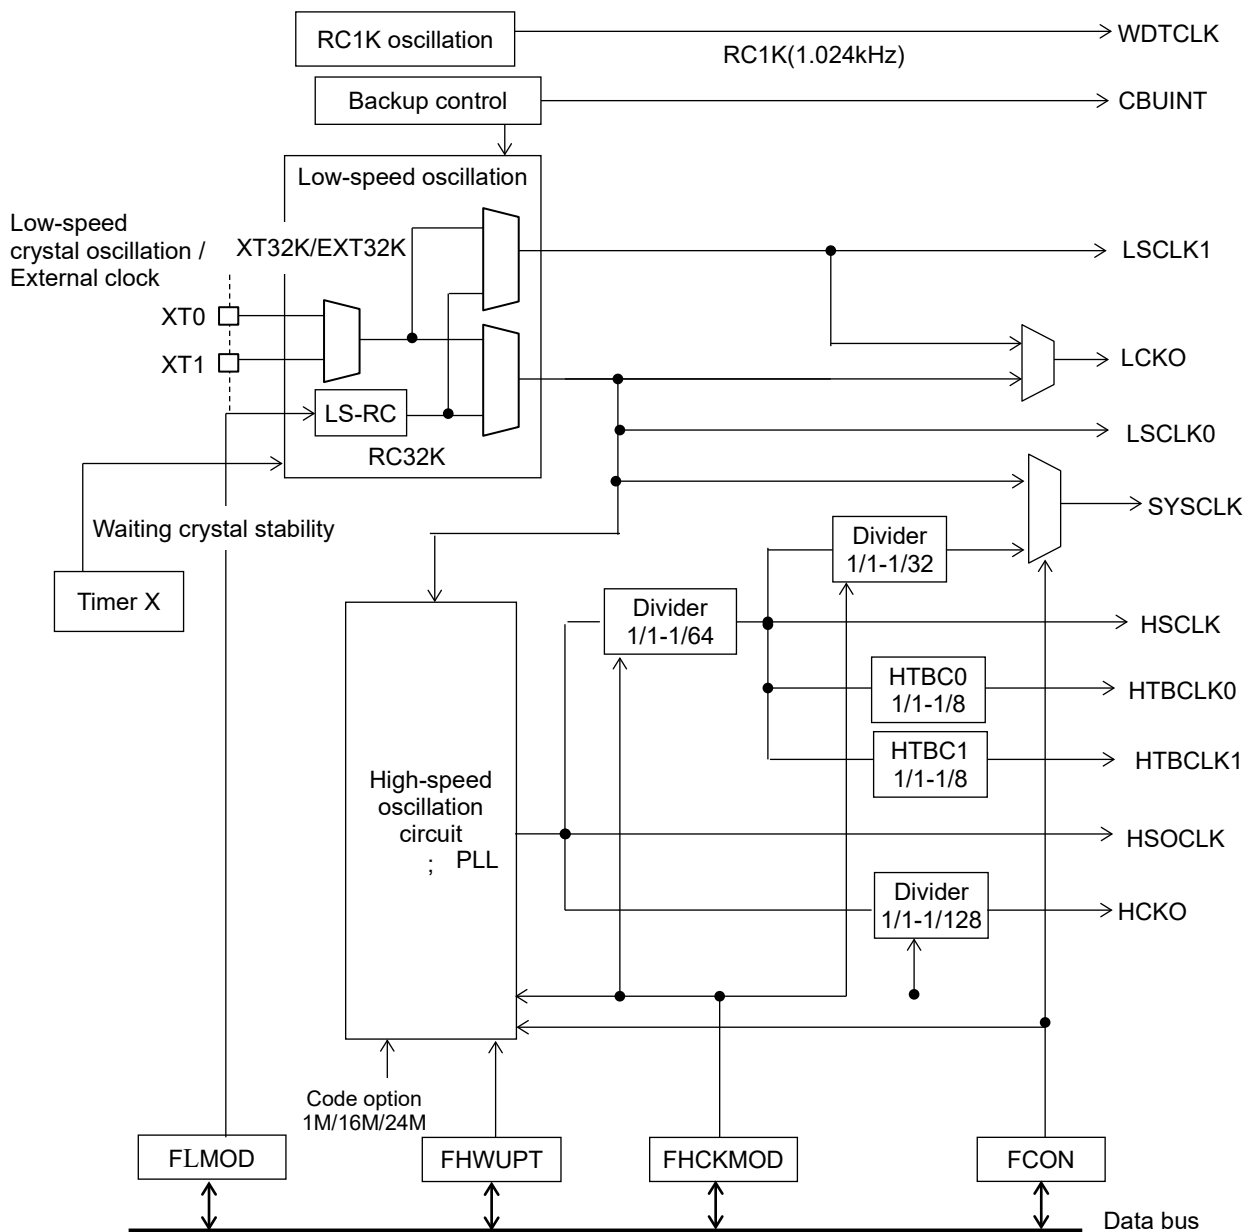 RC1K oscillation
WDTCLK
RC1K(1.024kHz)
Backup control
CBUINT
Low-speed oscillation
Low-speed
crystal oscillation /
External clock
XT32K/EXT32K
LSCLK1
XT0
XT1
LCKO
LS-RC
RC32K
LSCLK0
SYSCLK
Waiting crystal stability
Timer X
Divider
1/1-1/32
Divider
1/1-1/64
HSCLK
HTBC0
1/1-1/8
HTBCLK0
HTBC1
1/1-1/8
HTBCLK1
High-speed
oscillation
circuit
; PLL
HSOCLK
Divider
1/1-1/128
HCKO
Code option
1M/16M/24M
FLMOD
FHWUPT
FHCKMOD
FCON
Data bus